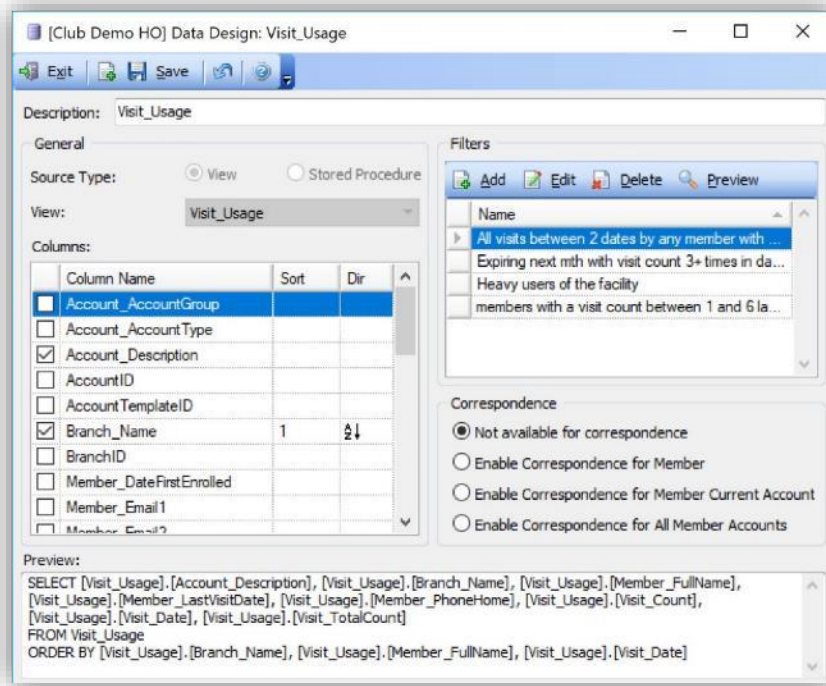 [Club Demo HO] Data Design: Visit_Usage
Exit Save
Description: Visit_Usage
General
Source Type: View Stored Procedure
View: Visit_Usage
Columns:
Column Name Sort Dir
Account_AccountGroup
Account_AccountType
Account_Description
AccountID
AccountTemplateID
Branch_Name 1
BranchID
Member_DateFirstEnrolled
Member_Email1
Member_Email2
Filters
Add Edit Delete Preview
Name
All visits between 2 dates by any member with ...
Expiring next mth with visit count 3+ times in da...
Heavy users of the facility
members with a visit count between 1 and 6 la...
Correspondence
Not available for correspondence
Enable Correspondence for Member
Enable Correspondence for Member Current Account
Enable Correspondence for All Member Accounts
Preview:
SELECT [Visit_Usage].[Account_Description], [Visit_Usage].[Branch_Name], [Visit_Usage].[Member_FullName],
[Visit_Usage].[Member_LastVisitDate], [Visit_Usage].[Member_PhoneHome], [Visit_Usage].[Visit_Count],
[Visit_Usage].[Visit_Date], [Visit_Usage].[Visit_TotalCount]
FROM Visit_Usage
ORDER BY [Visit_Usage].[Branch_Name], [Visit_Usage].[Member_FullName], [Visit_Usage].[Visit_Date]